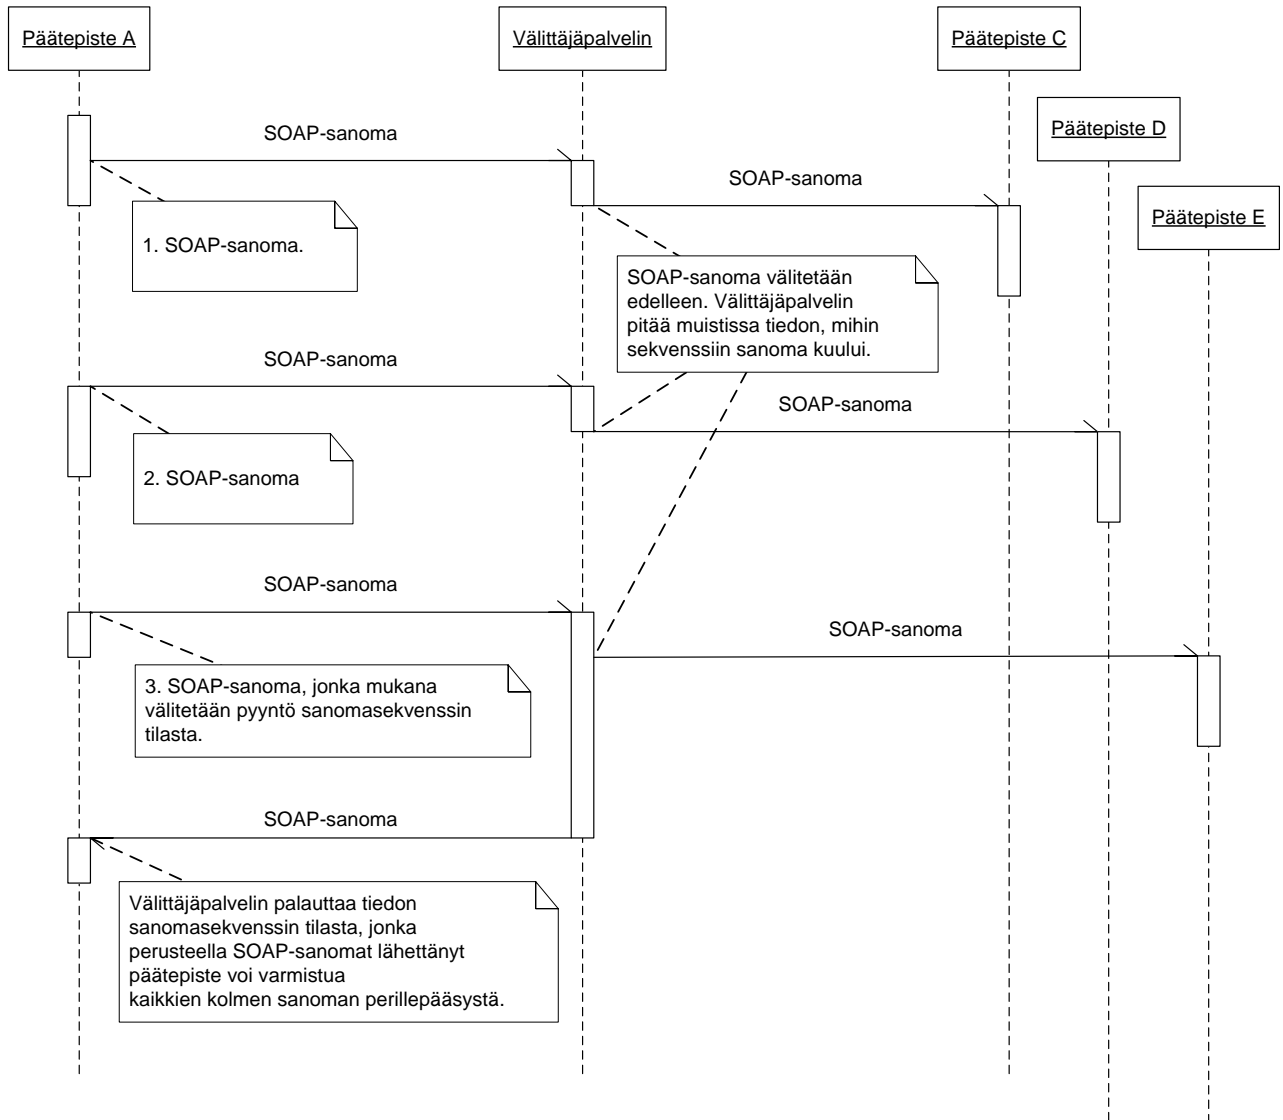 Päätepiste A
Välittäjäpalvelin
Päätepiste C
Päätepiste D
Päätepiste E
SOAP-sanoma
SOAP-sanoma
1. SOAP-sanoma.
SOAP-sanoma välitetään
edelleen. Välittäjäpalvelin
pitää muistissa tiedon, mihin
sekvenssiin sanoma kuului.
SOAP-sanoma
SOAP-sanoma
2. SOAP-sanoma
SOAP-sanoma
SOAP-sanoma
3. SOAP-sanoma, jonka mukana
välitetään pyyntö sanomasekvenssin
tilasta.
SOAP-sanoma
Välittäjäpalvelin palauttaa tiedon
sanomasekvenssin tilasta, jonka
perusteella SOAP-sanomat lähettänyt
päätepiste voi varmistua
kaikkien kolmen sanoman perillepääsystä.